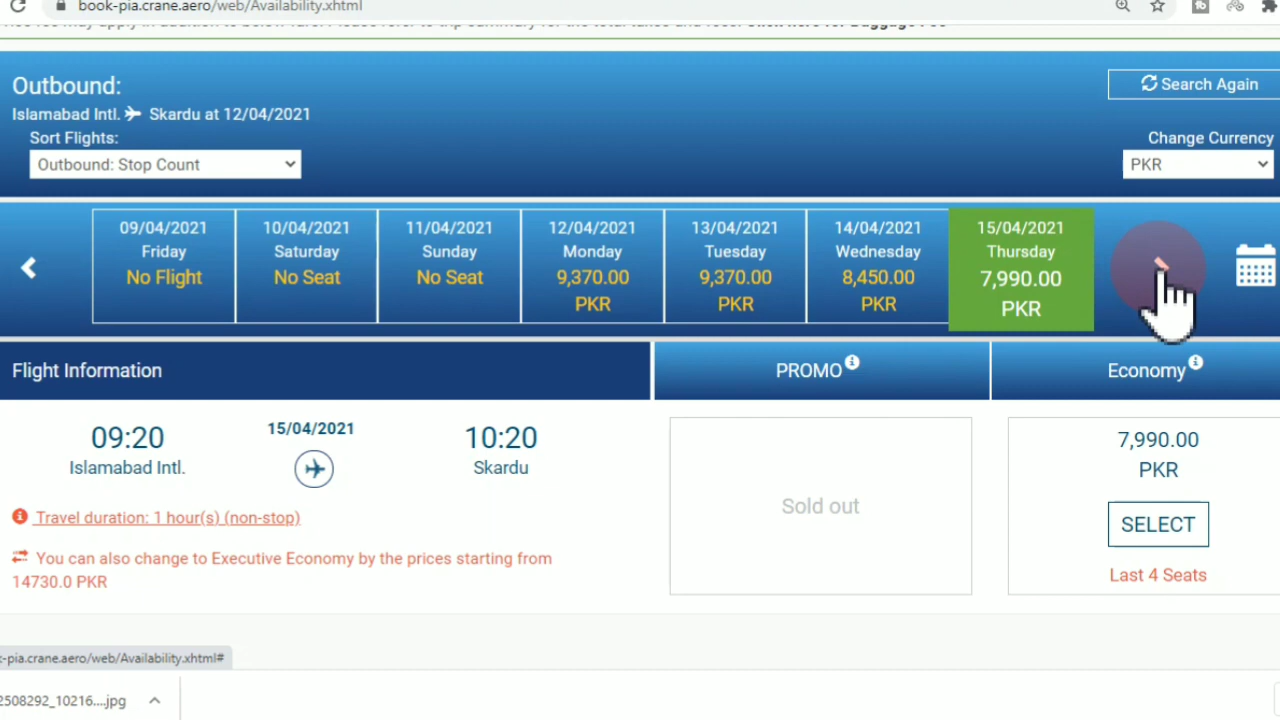 book-pia.crane.aero/web/Availability.xhtml
Outbound:
Search Again
Islamabad Intl. Skardu at 12/04/2021
Sort Flights:
Change Currency
Outbound: Stop Count
PKR
09/04/2021
Friday
No Flight
10/04/2021
Saturday
No Seat
11/04/2021
Sunday
No Seat
12/04/2021
Monday
9,370.00
PKR
13/04/2021
Tuesday
9,370.00
PKR
14/04/2021
Wednesday
8,450.00
PKR
15/04/2021
Thursday
7,990.00
PKR
Flight Information
PROMO
Economy
09:20
Islamabad Intl.
15/04/2021
10:20
Skardu
Travel duration: 1 hour(s) (non-stop)
You can also change to Executive Economy by the prices starting from
14730.0 PKR
Sold out
7,990.00
PKR
SELECT
Last 4 Seats
-pia.crane.aero/web/Availability.xhtml#
2508292_10216....jpg